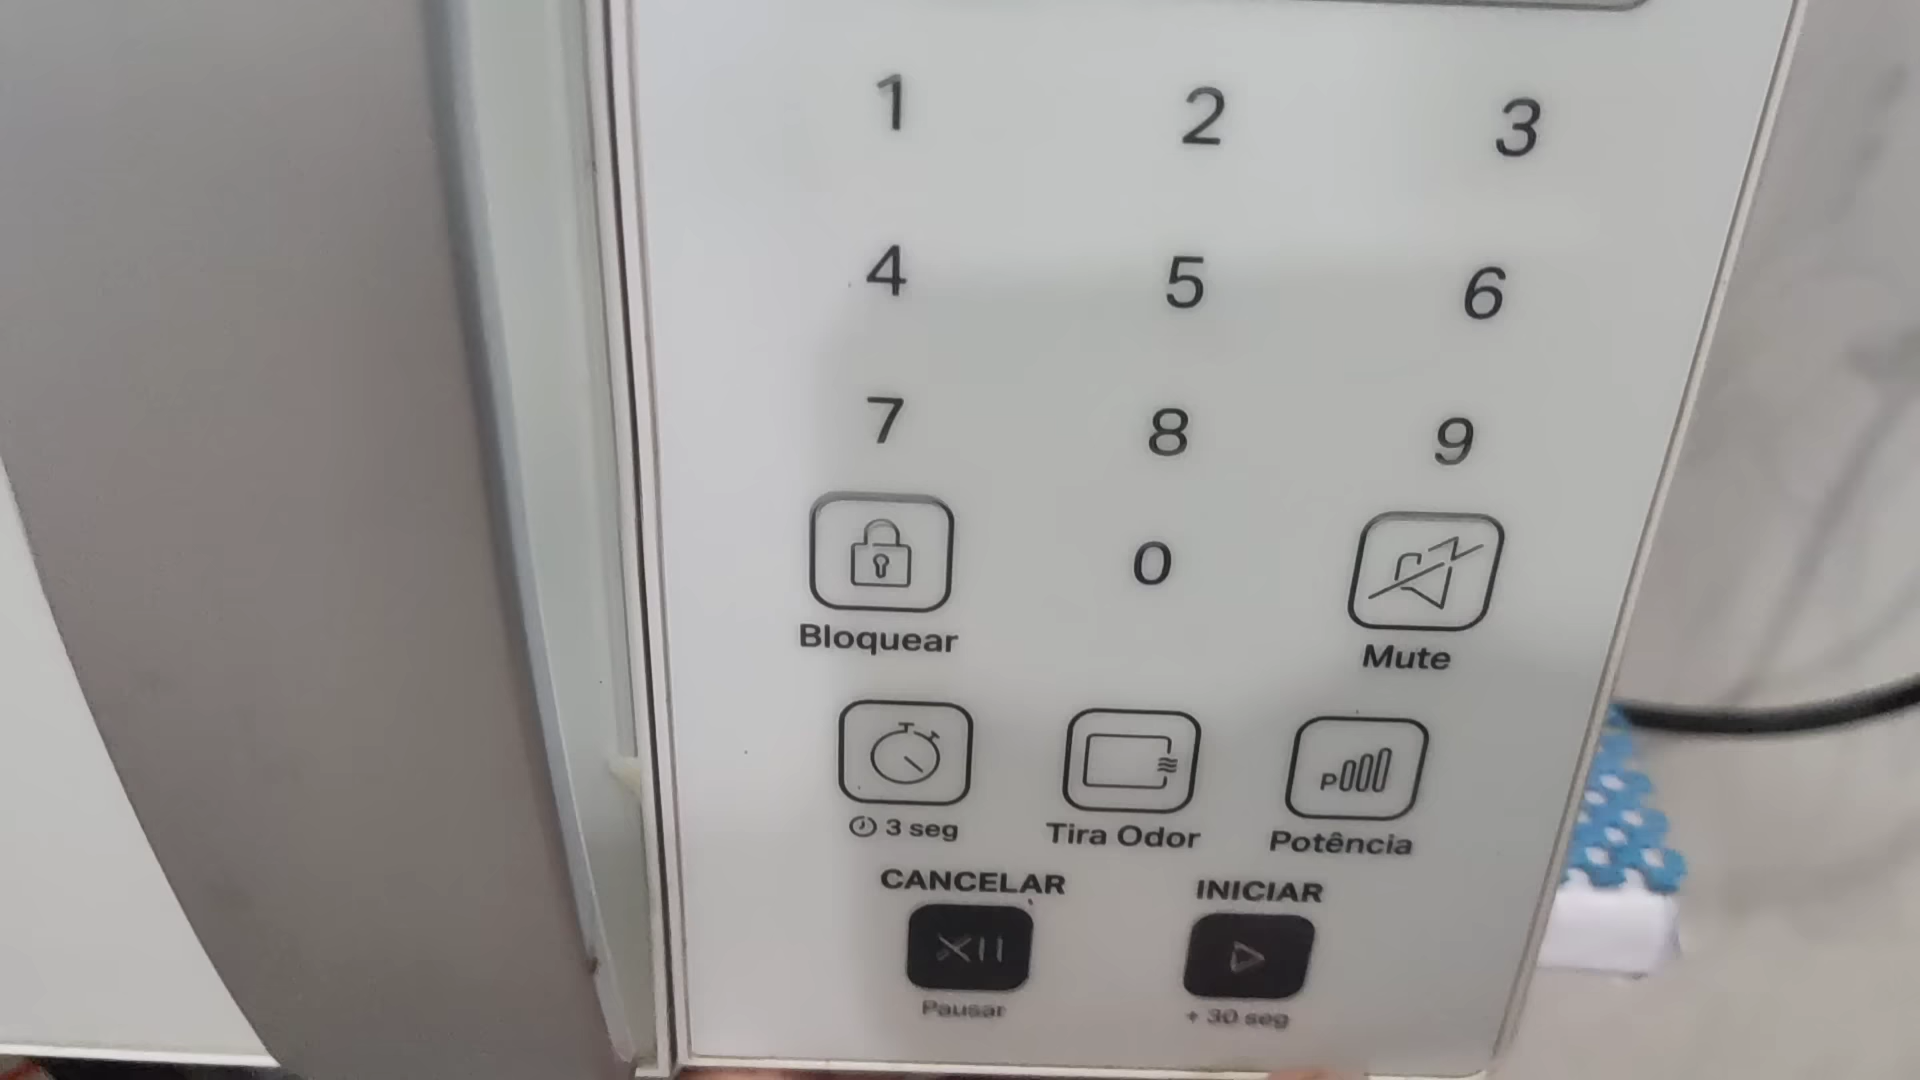 1 2 3
4 5 6
7 8 9
0
Bloquear Mute
P
3 seg Tira Odor Potência
CANCELAR INICIAR
Pausar + 30 seg